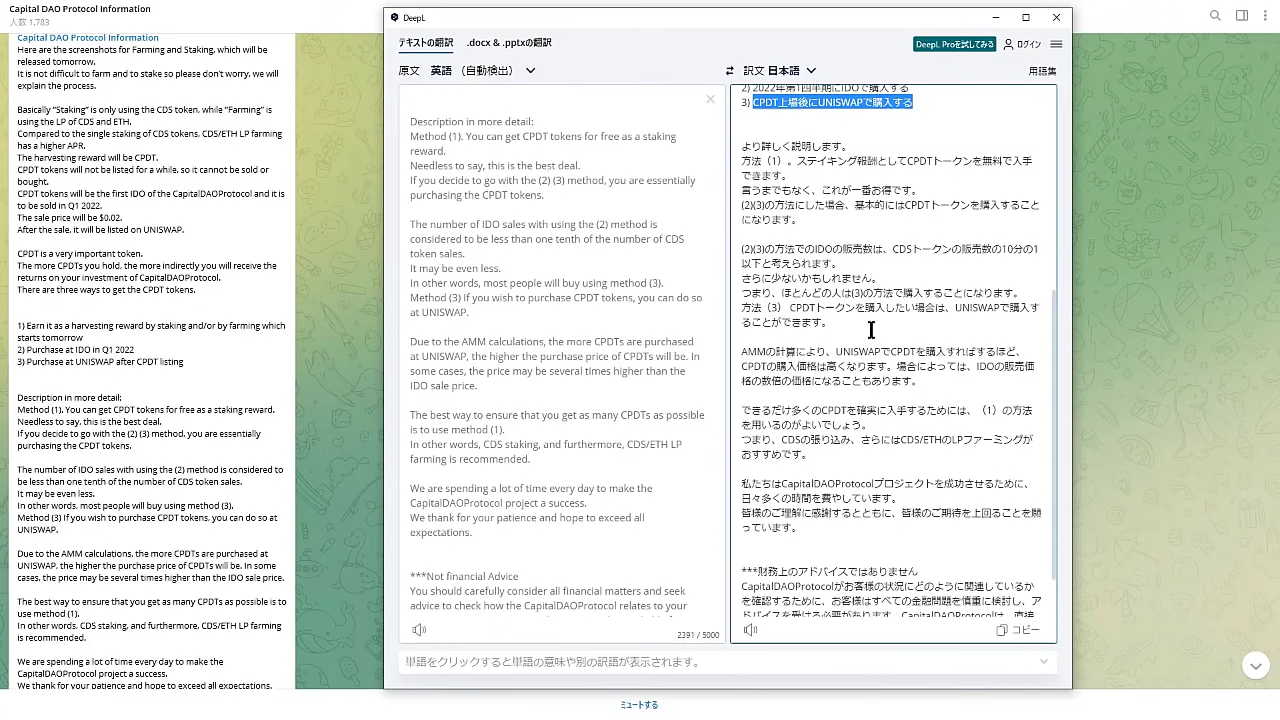 Capital DAO Protocol Information
人数 1,783
Capital DAO Protocol Information
Here are the screenshots for Farming and Staking, which will be
released tomorrow.
It is not difficult to farm and to stake so please don't worry, we will
explain the process.
Basically "Staking" is only using the CDS token, while "Farming" is
using the LP of CDS and ETH.
Compared to the single staking of CDS tokens, CDS/ETH LP farming
has a higher APR.
The harvesting reward will be CPDT.
CPDT tokens will not be listed for a while, so it cannot be sold or
bought.
CPDT tokens will be the first IDO of the CapitalDAOProtocol and it is
to be sold in Q1 2022.
The sale price will be $0.02.
After the sale, it will be listed on UNISWAP.
CPDT is a very important token.
The more CPDTs you hold, the more indirectly you will receive the
returns on your investment of CapitalDAOProtocol.
There are three ways to get the CPDT tokens.
1) Earn it as a harvesting reward by staking and/or by farming which
starts tomorrow
2) Purchase at IDO in Q1 2022
3) Purchase at UNISWAP after CPDT listing
Description in more detail:
Method (1). You can get CPDT tokens for free as a staking reward.
Needless to say, this is the best deal.
If you decide to go with the (2) (3) method, you are essentially
purchasing the CPDT tokens.
The number of IDO sales with using the (2) method is considered to
be less than one tenth of the number of CDS token sales.
It may be even less.
In other words, most people will buy using method (3).
Method (3) If you wish to purchase CPDT tokens, you can do so at
UNISWAP.
Due to the AMM calculations, the more CPDTs are purchased at
UNISWAP, the higher the purchase price of CPDTs will be. In some
cases, the price may be several times higher than the IDO sale price.
The best way to ensure that you get as many CPDTs as possible is to
use method (1).
In other words, CDS staking, and furthermore, CDS/ETH LP farming
is recommended.
We are spending a lot of time every day to make the
CapitalDAOProtocol project a success.
We thank for your patience and hope to exceed all expectations.
DeepL
テキストの翻訳 .docx & .pptxの翻訳
DeepL Proを試してみる ログイン
原文 英語 (自動検出)
訳文 日本語
用語集
Description in more detail:
Method (1). You can get CPDT tokens for free as a staking
reward.
Needless to say, this is the best deal.
If you decide to go with the (2) (3) method, you are essentially
purchasing the CPDT tokens.
The number of IDO sales with using the (2) method is
considered to be less than one tenth of the number of CDS
token sales.
It may be even less.
In other words, most people will buy using method (3).
Method (3) If you wish to purchase CPDT tokens, you can do so
at UNISWAP.
Due to the AMM calculations, the more CPDTs are purchased
at UNISWAP, the higher the purchase price of CPDTs will be. In
some cases, the price may be several times higher than the
IDO sale price.
The best way to ensure that you get as many CPDTs as possible
is to use method (1).
In other words, CDS staking, and furthermore, CDS/ETH LP
farming is recommended.
We are spending a lot of time every day to make the
CapitalDAOProtocol project a success.
We thank for your patience and hope to exceed all
expectations.
***Not financial Advice
You should carefully consider all financial matters and seek
advice to check how the CapitalDAOProtocol relates to your
2391 / 5000
2) 2022年第1四半期にIDOで購入する
3) CPDT上場後にUNISWAPで購入する
より詳しく説明します。
方法（1）。ステイキング報酬としてCPDTトークンを無料で入手
できます。
言うまでもなく、これが一番お得です。
(2)(3)の方法にした場合、基本的にはCPDTトークンを購入すること
になります。
(2)(3)の方法でのIDOの販売数は、CDSトークンの販売数の10分の1
以下と考えられます。
さらに少ないかもしれません。
つまり、ほとんどの人は(3)の方法で購入することになります。
方法（3） CPDTトークンを購入したい場合は、UNISWAPで購入す
ることができます。
AMMの計算により、UNISWAPでCPDTを購入すればするほど、
CPDTの購入価格は高くなります。場合によっては、IDOの販売価
格の数倍の価格になることもあります。
できるだけ多くのCPDTを確実に入手するためには、（1）の方法
を用いるのがよいでしょう。
つまり、CDSの張り込み、さらにはCDS/ETHのLPファーミングが
おすすめです。
私たちはCapitalDAOProtocolプロジェクトを成功させるために、
日々多くの時間を費やしています。
皆様のご理解に感謝するとともに、皆様のご期待を上回ることを願
っています。
***財務上のアドバイスではありません
CapitalDAOProtocolがお客様の状況にどのように関連しているか
を確認するために、お客様はすべての金融問題を慎重に検討し、ア
ドバイスを受ける必要があります。CapitalDAOProtocolは、直接
コピー
単語をクリックすると単語の意味や別の訳語が表示されます。
ミュートする